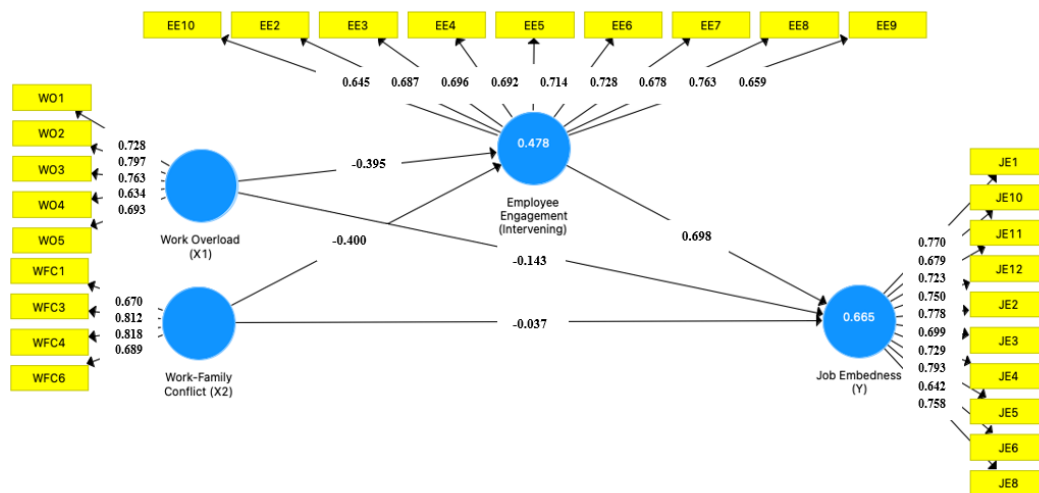 EE10 EE2 EE3 EE4 EE5 EE6 EE7 EE8 EE9
0.645 0.687 0.696 0.692 0.714 0.728 0.678 0.763 0.659
WO1
WO2
WO3
WO4
WO5
0.728
0.797
0.763
0.634
0.693
Work Overload
(X1)
WFC1
WFC3
WFC4
WFC6
0.670
0.812
0.818
0.689
Work-Family
Conflict (X2)
-0.395
-0.400
-0.143
-0.037
0.478
Employee
Engagement
(Intervening)
0.698
0.665
Job Embedness
(Y)
0.770
0.679
0.723
0.750
0.778
0.699
0.729
0.793
0.642
0.758
JE1
JE10
JE11
JE12
JE2
JE3
JE4
JE5
JE6
JE8